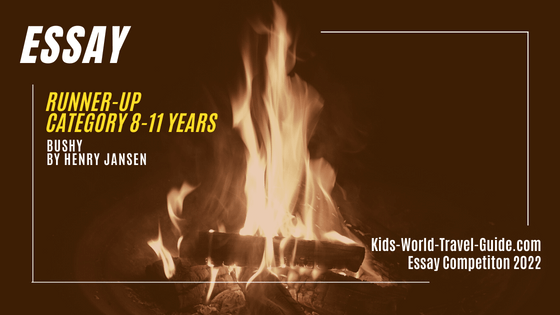 ESSAY
RUNNER-UP
CATEGORY 8-11 YEARS
BUSHY
BY HENRY JANSEN
Kids-World-Travel-Guide.com
Essay Competiton 2022